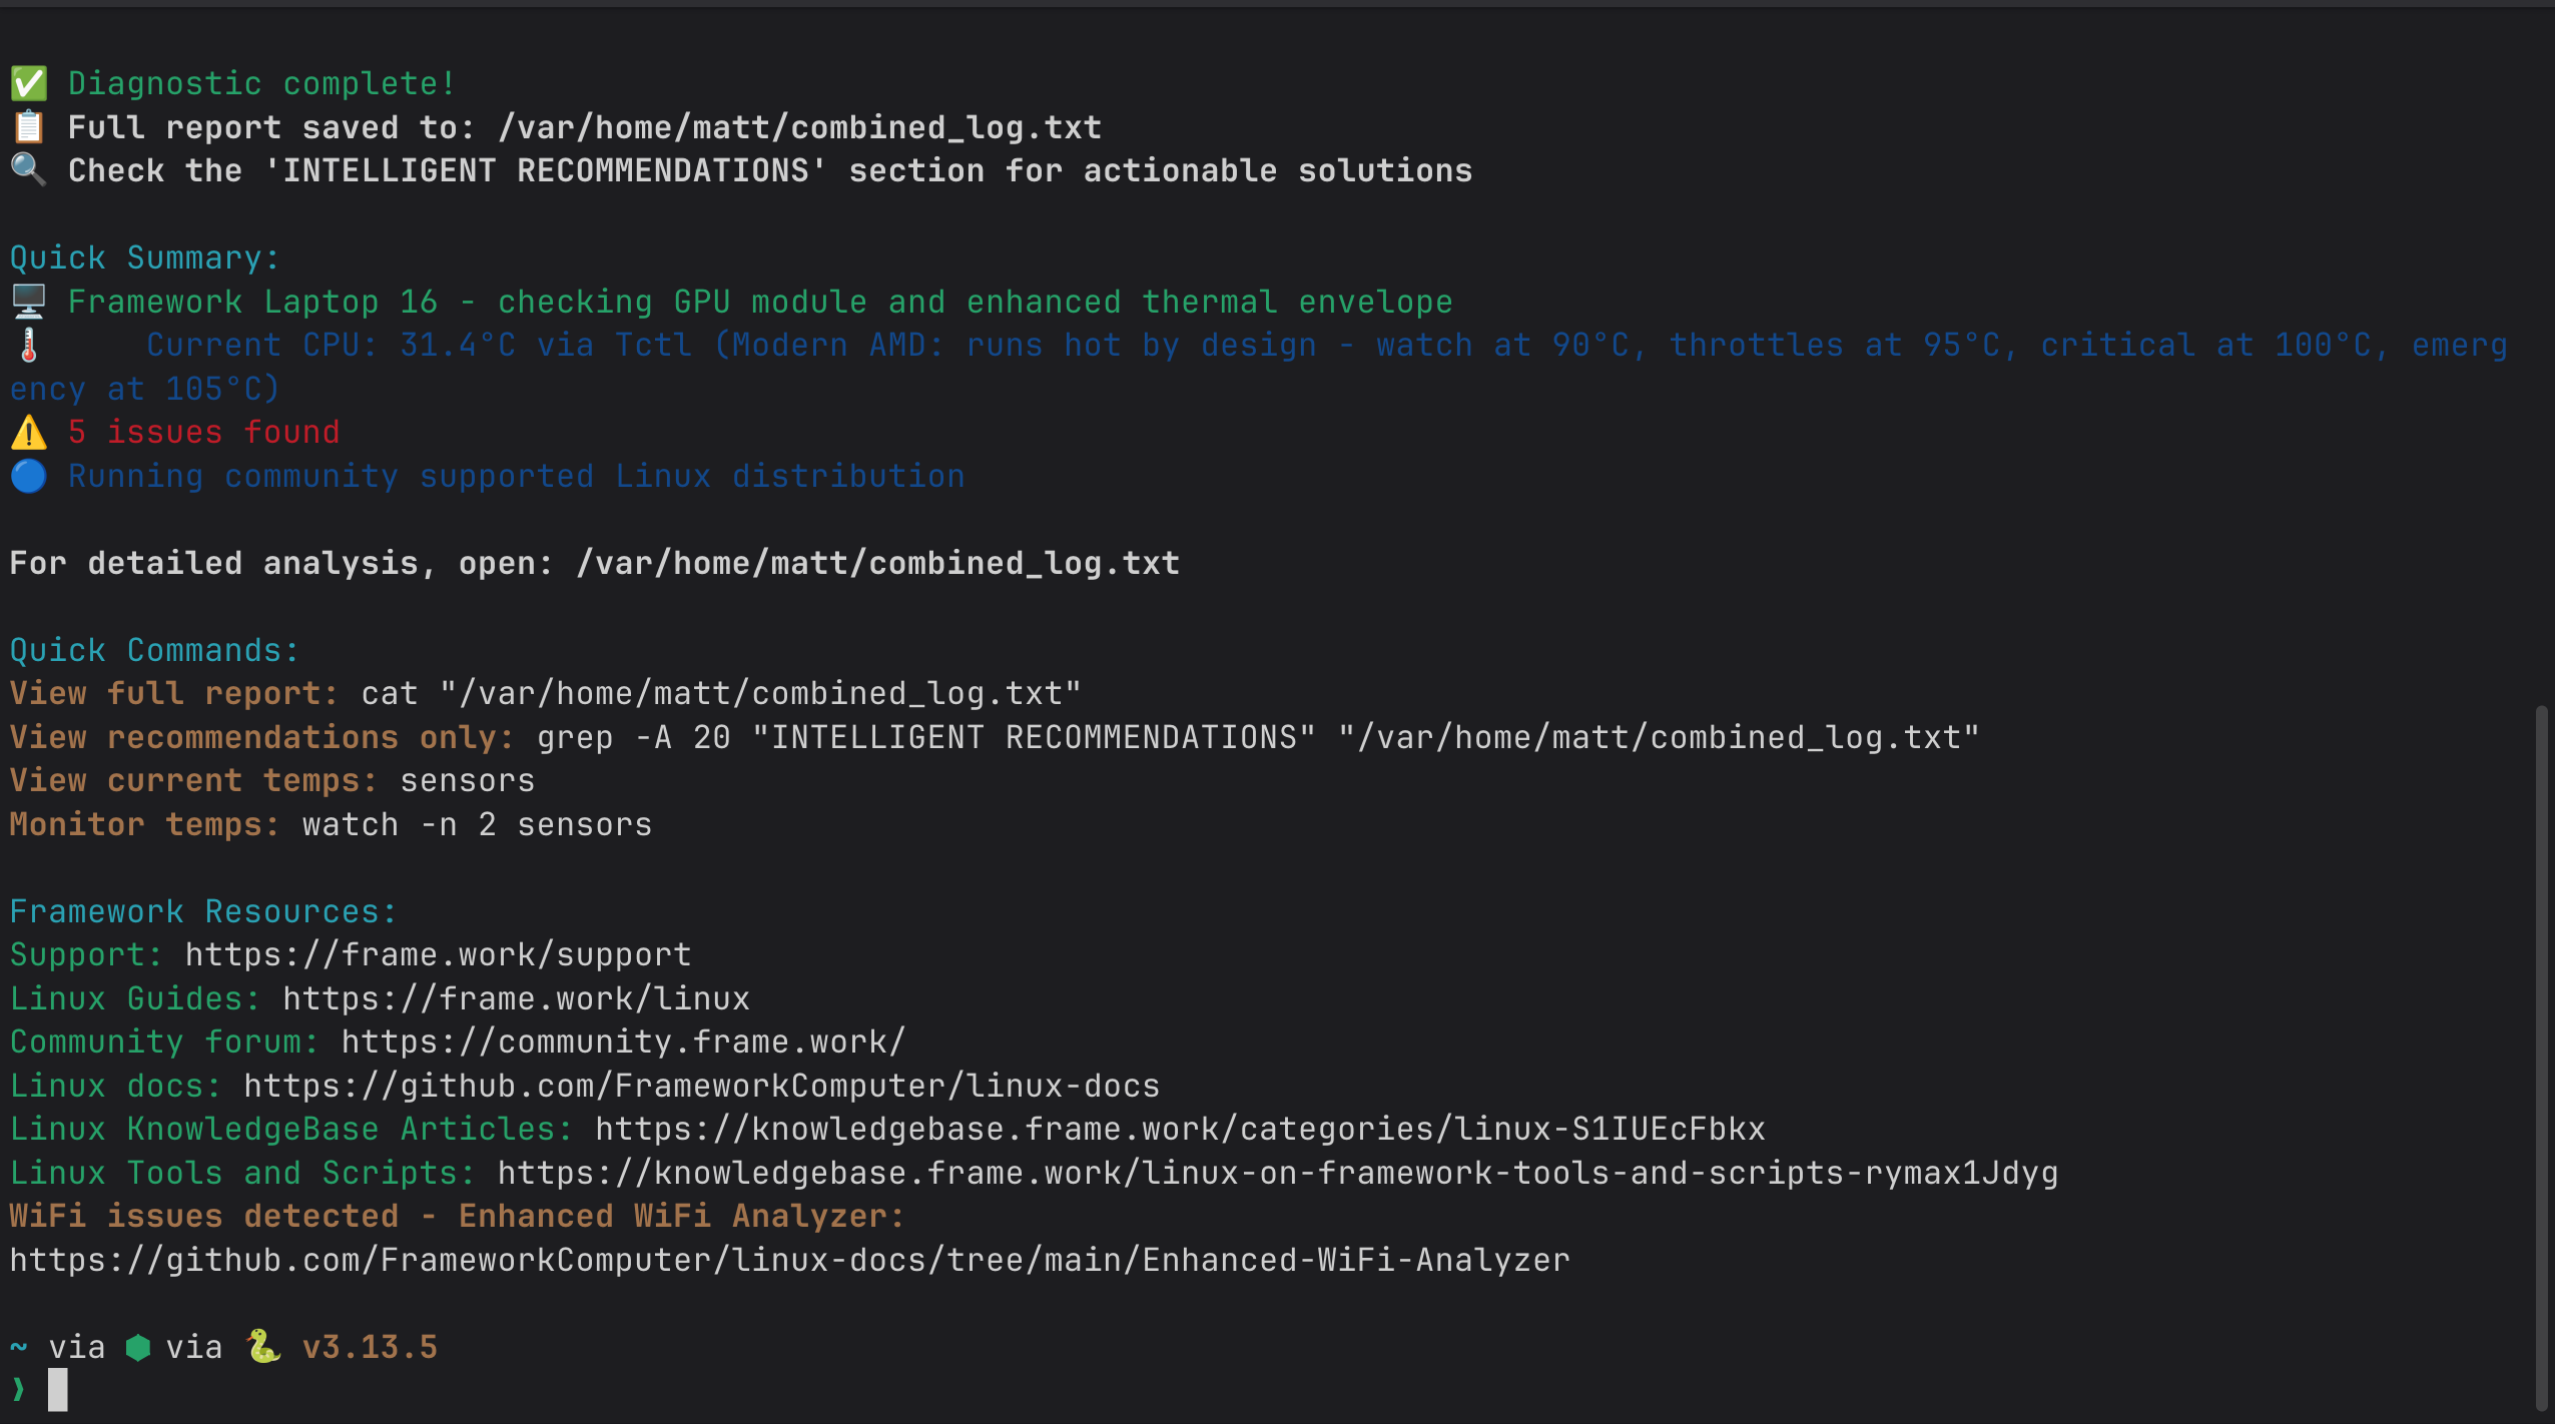 ✅ Diagnostic complete!
📋 Full report saved to: /var/home/matt/combined_log.txt
🔍 Check the 'INTELLIGENT RECOMMENDATIONS' section for actionable solutions
Quick Summary:
🖥️ Framework Laptop 16 - checking GPU module and enhanced thermal envelope
🌡️ Current CPU: 31.4°C via Tctl (Modern AMD: runs hot by design - watch at 90°C, throttles at 95°C, critical at 100°C, emerg
ency at 105°C)
⚠️ 5 issues found
🔵 Running community supported Linux distribution
For detailed analysis, open: /var/home/matt/combined_log.txt
Quick Commands:
View full report: cat "/var/home/matt/combined_log.txt"
View recommendations only: grep -A 20 "INTELLIGENT RECOMMENDATIONS" "/var/home/matt/combined_log.txt"
View current temps: sensors
Monitor temps: watch -n 2 sensors
Framework Resources:
Support: https://frame.work/support
Linux Guides: https://frame.work/linux
Community forum: https://community.frame.work/
Linux docs: https://github.com/FrameworkComputer/linux-docs
Linux KnowledgeBase Articles: https://knowledgebase.frame.work/categories/linux-S1IUEcFbkx
Linux Tools and Scripts: https://knowledgebase.frame.work/linux-on-framework-tools-and-scripts-rymax1Jdyg
WiFi issues detected - Enhanced WiFi Analyzer:
https://github.com/FrameworkComputer/linux-docs/tree/main/Enhanced-WiFi-Analyzer
~ via ⬢ via 🐍 v3.13.5
❯